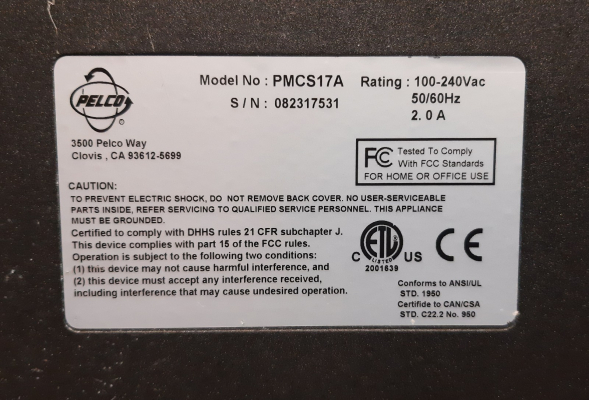 PELCO
®
3500 Pelco Way
Clovis , CA 93612-5699
Model No : PMCS17A
S / N : 082317531
Rating : 100-240Vac
50/60Hz
2. 0 A
FC Tested To Comply
With FCC Standards
FOR HOME OR OFFICE USE
CAUTION:
TO PREVENT ELECTRIC SHOCK, DO NOT REMOVE BACK COVER. NO USER-SERVICEABLE
PARTS INSIDE, REFER SERVICING TO QUALIFIED SERVICE PERSONNEL. THIS APPLIANCE
MUST BE GROUNDED.
Certified to comply with DHHS rules 21 CFR subchapter J.
This device complies with part 15 of the FCC rules.
Operation is subject to the following two conditions:
(1) this device may not cause harmful interference, and
(2) this device must accept any interference received,
including interference that may cause undesired operation.
C ETL US CE
LISTED
2001639
Conforms to ANSI/UL
STD. 1950
Certifide to CAN/CSA
STD. C22.2 No. 950